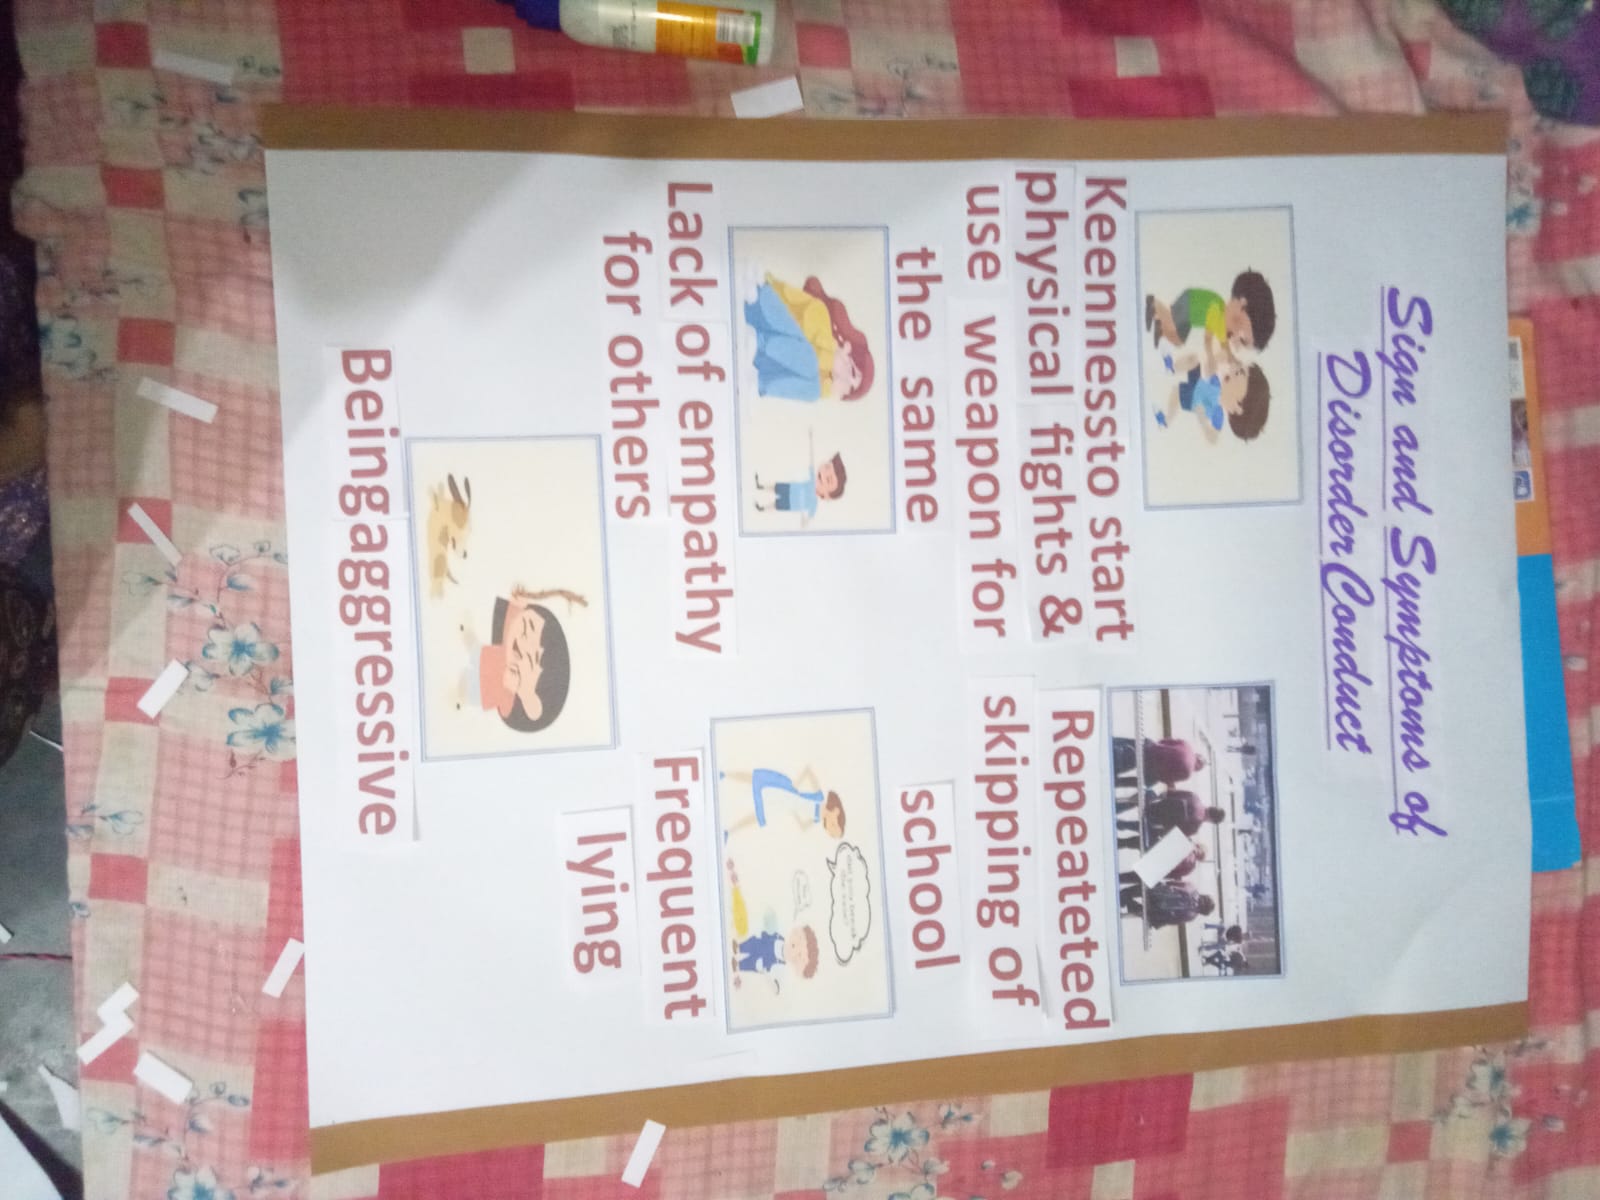 Sign and Symptoms of
Disorder Conduct
Keennessto start
physical fights &
use weapon for
the same
Repeateted
skipping of
school
Lack of empathy
for others
Frequent
lying
Beingaggressive